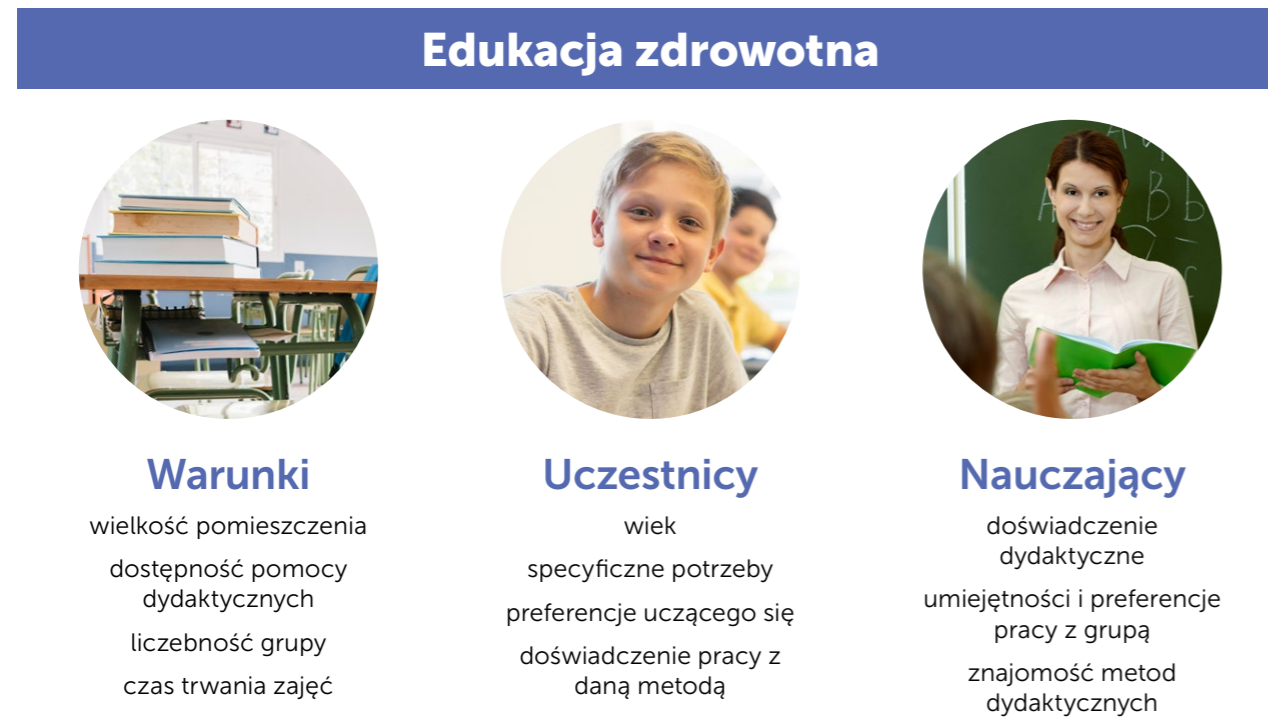 Edukacja zdrowotna
Warunki
wielkość pomieszczenia
dostępność pomocy
dydaktycznych
liczebność grupy
czas trwania zajęć
Uczestnicy
wiek
specyficzne potrzeby
preferencje uczącego się
doświadczenie pracy z
daną metodą
Nauczający
doświadczenie
dydaktyczne
umiejętności i preferencje
pracy z grupą
znajomość metod
dydaktycznych
B b